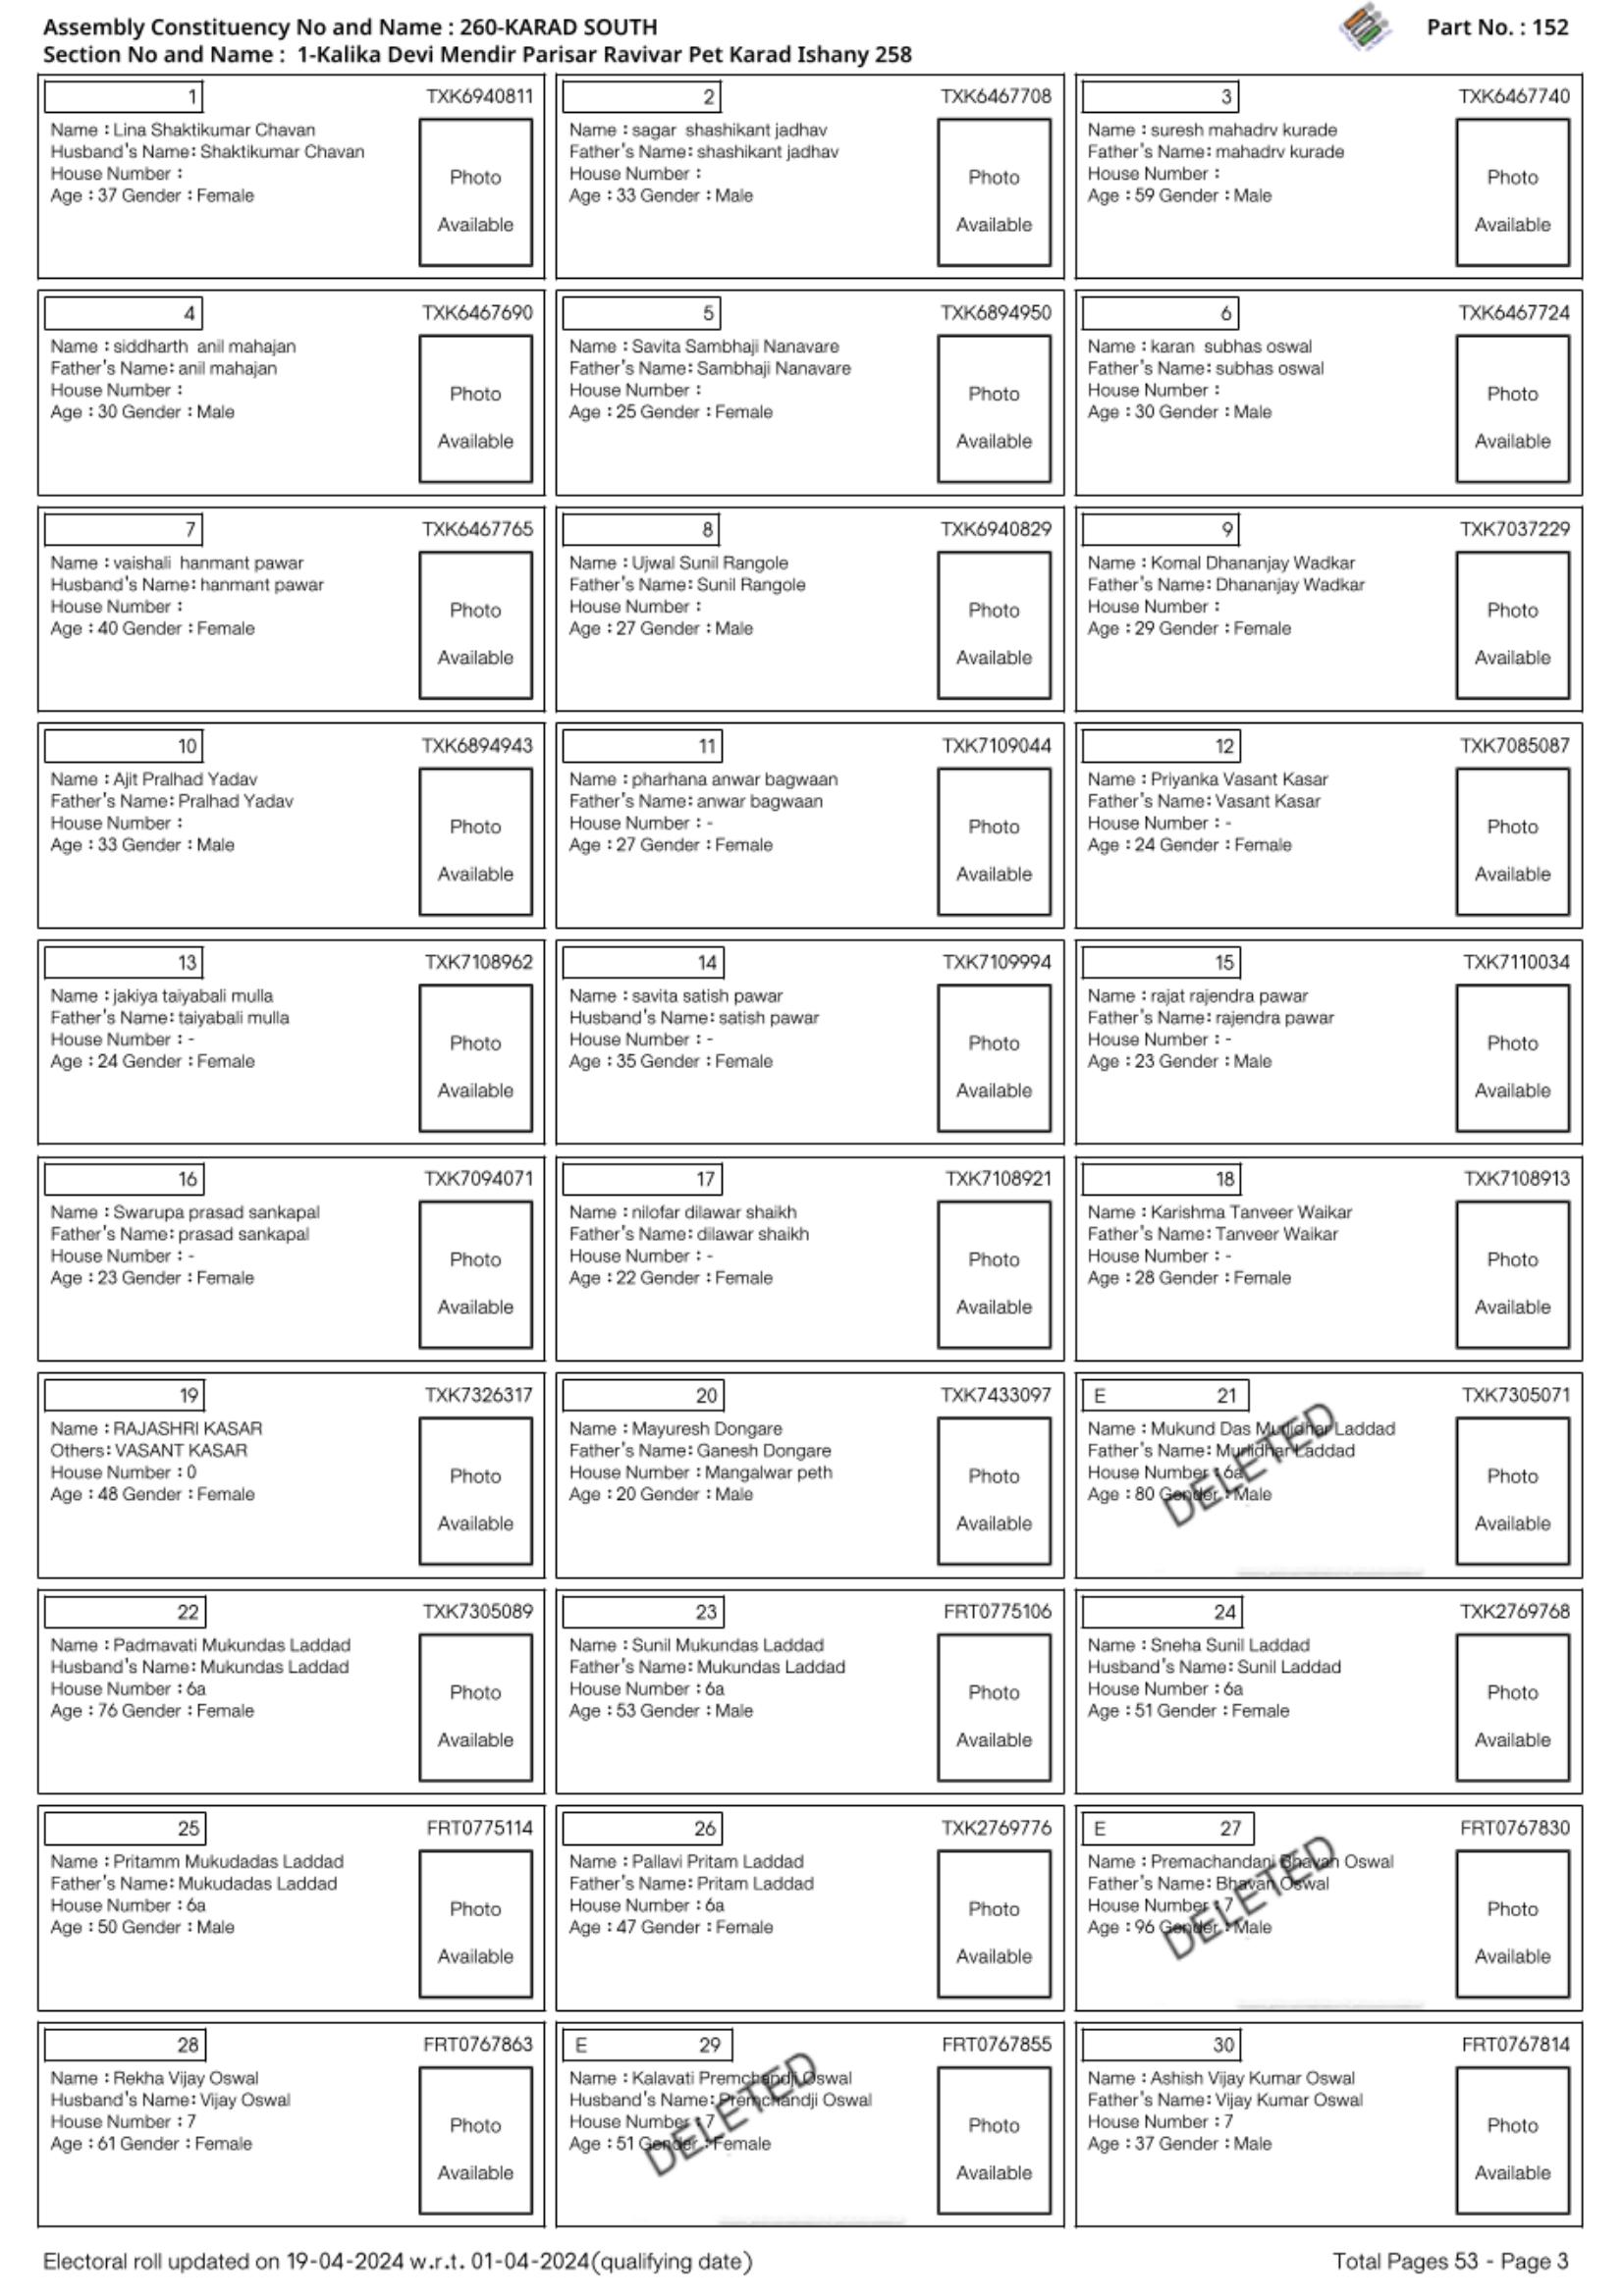 Assembly Constituency No and Name : 260-KARAD SOUTH
Part No. : 152
Section No and Name : 1-Kalika Devi Mendir Parisar Ravivar Pet Karad Ishany 258
1 TXK6940811
Name : Lina Shaktikumar Chavan
Husband's Name: Shaktikumar Chavan
House Number :
Age : 37 Gender : Female
Photo
Available
2 TXK6467708
Name : sagar shashikant jadhav
Father's Name: shashikant jadhav
House Number :
Age : 33 Gender : Male
Photo
Available
3 TXK6467740
Name : suresh mahadrv kurade
Father's Name: mahadrv kurade
House Number :
Age : 59 Gender : Male
Photo
Available
4 TXK6467690
Name : siddharth anil mahajan
Father's Name: anil mahajan
House Number :
Age : 30 Gender : Male
Photo
Available
5 TXK6894950
Name : Savita Sambhaji Nanavare
Father's Name: Sambhaji Nanavare
House Number :
Age : 25 Gender : Female
Photo
Available
6 TXK6467724
Name : karan subhas oswal
Father's Name: subhas oswal
House Number :
Age : 30 Gender : Male
Photo
Available
7 TXK6467765
Name : vaishali hanmant pawar
Husband's Name: hanmant pawar
House Number :
Age : 40 Gender : Female
Photo
Available
8 TXK6940829
Name : Ujwal Sunil Rangole
Father's Name: Sunil Rangole
House Number :
Age : 27 Gender : Male
Photo
Available
9 TXK7037229
Name : Komal Dhananjay Wadkar
Father's Name: Dhananjay Wadkar
House Number :
Age : 29 Gender : Female
Photo
Available
10 TXK6894943
Name : Ajit Pralhad Yadav
Father's Name: Pralhad Yadav
House Number :
Age : 33 Gender : Male
Photo
Available
11 TXK7109044
Name : pharhana anwar bagwaan
Father's Name: anwar bagwaan
House Number : -
Age : 27 Gender : Female
Photo
Available
12 TXK7085087
Name : Priyanka Vasant Kasar
Father's Name: Vasant Kasar
House Number : -
Age : 24 Gender : Female
Photo
Available
13 TXK7108962
Name : jakiya taiyabali mulla
Father's Name: taiyabali mulla
House Number : -
Age : 24 Gender : Female
Photo
Available
14 TXK7109994
Name : savita satish pawar
Husband's Name: satish pawar
House Number : -
Age : 35 Gender : Female
Photo
Available
15 TXK7110034
Name : rajat rajendra pawar
Father's Name: rajendra pawar
House Number : -
Age : 23 Gender : Male
Photo
Available
16 TXK7094071
Name : Swarupa prasad sankapal
Father's Name: prasad sankapal
House Number : -
Age : 23 Gender : Female
Photo
Available
17 TXK7108921
Name : nilofar dilawar shaikh
Father's Name: dilawar shaikh
House Number : -
Age : 22 Gender : Female
Photo
Available
18 TXK7108913
Name : Karishma Tanveer Waikar
Father's Name: Tanveer Waikar
House Number : -
Age : 28 Gender : Female
Photo
Available
19 TXK7326317
Name : RAJASHRI KASAR
Others: VASANT KASAR
House Number : 0
Age : 48 Gender : Female
Photo
Available
20 TXK7433097
Name : Mayuresh Dongare
Father's Name: Ganesh Dongare
House Number : Mangalwar peth
Age : 20 Gender : Male
Photo
Available
E 21 TXK7305071
Name : Mukund Das Murlidhar Laddad
Father's Name: Murlidhar Laddad
House Number : 6a
Age : 80 Gender : Male
DELETED
Photo
Available
22 TXK7305089
Name : Padmavati Mukundas Laddad
Husband's Name: Mukundas Laddad
House Number : 6a
Age : 76 Gender : Female
Photo
Available
23 FRT0775106
Name : Sunil Mukundas Laddad
Father's Name: Mukundas Laddad
House Number : 6a
Age : 53 Gender : Male
Photo
Available
24 TXK2769768
Name : Sneha Sunil Laddad
Husband's Name: Sunil Laddad
House Number : 6a
Age : 51 Gender : Female
Photo
Available
25 FRT0775114
Name : Pritamm Mukudadas Laddad
Father's Name: Mukudadas Laddad
House Number : 6a
Age : 50 Gender : Male
Photo
Available
26 TXK2769776
Name : Pallavi Pritam Laddad
Father's Name: Pritam Laddad
House Number : 6a
Age : 47 Gender : Female
Photo
Available
E 27 FRT0767830
Name : Premachandani Bhavan Oswal
Father's Name: Bhavan Oswal
House Number : 7
Age : 96 Gender : Male
DELETED
Photo
Available
28 FRT0767863
Name : Rekha Vijay Oswal
Husband's Name: Vijay Oswal
House Number : 7
Age : 61 Gender : Female
Photo
Available
E 29 FRT0767855
Name : Kalavati Premchandji Oswal
Husband's Name: Premchandji Oswal
House Number : 7
Age : 51 Gender : Female
DELETED
Photo
Available
30 FRT0767814
Name : Ashish Vijay Kumar Oswal
Father's Name: Vijay Kumar Oswal
House Number : 7
Age : 37 Gender : Male
Photo
Available
Electoral roll updated on 19-04-2024 w.r.t. 01-04-2024(qualifying date)
Total Pages 53 - Page 3